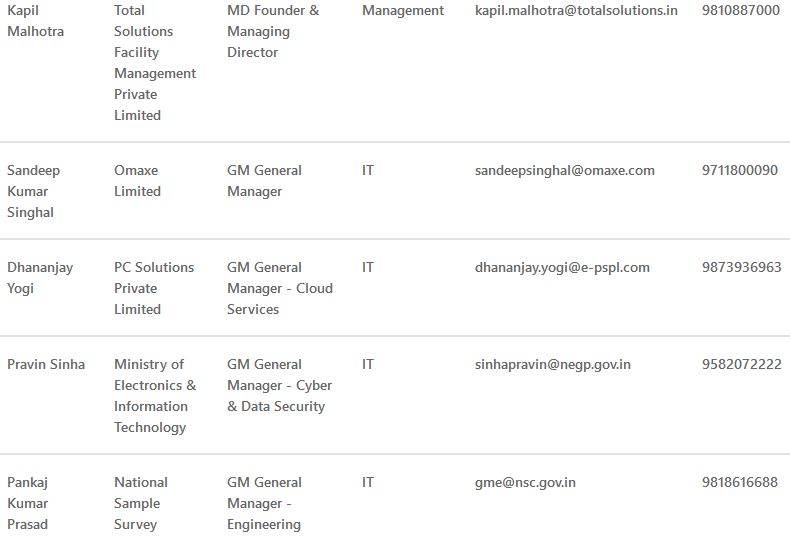 Kapil Malhotra Total Solutions Facility Management Private Limited MD Founder & Managing Director Management kapil.malhotra@totalsolutions.in 9810887000
Sandeep Kumar Singhal Omaxe Limited GM General Manager IT sandeepsinghal@omaxe.com 9711800090
Dhananjay Yogi PC Solutions Private Limited GM General Manager - Cloud Services IT dhananjay.yogi@e-pspl.com 9873936963
Pravin Sinha Ministry of Electronics & Information Technology GM General Manager - Cyber & Data Security IT sinhapravin@negp.gov.in 9582072222
Pankaj Kumar Prasad National Sample Survey GM General Manager - Engineering IT gme@nsc.gov.in 9818616688